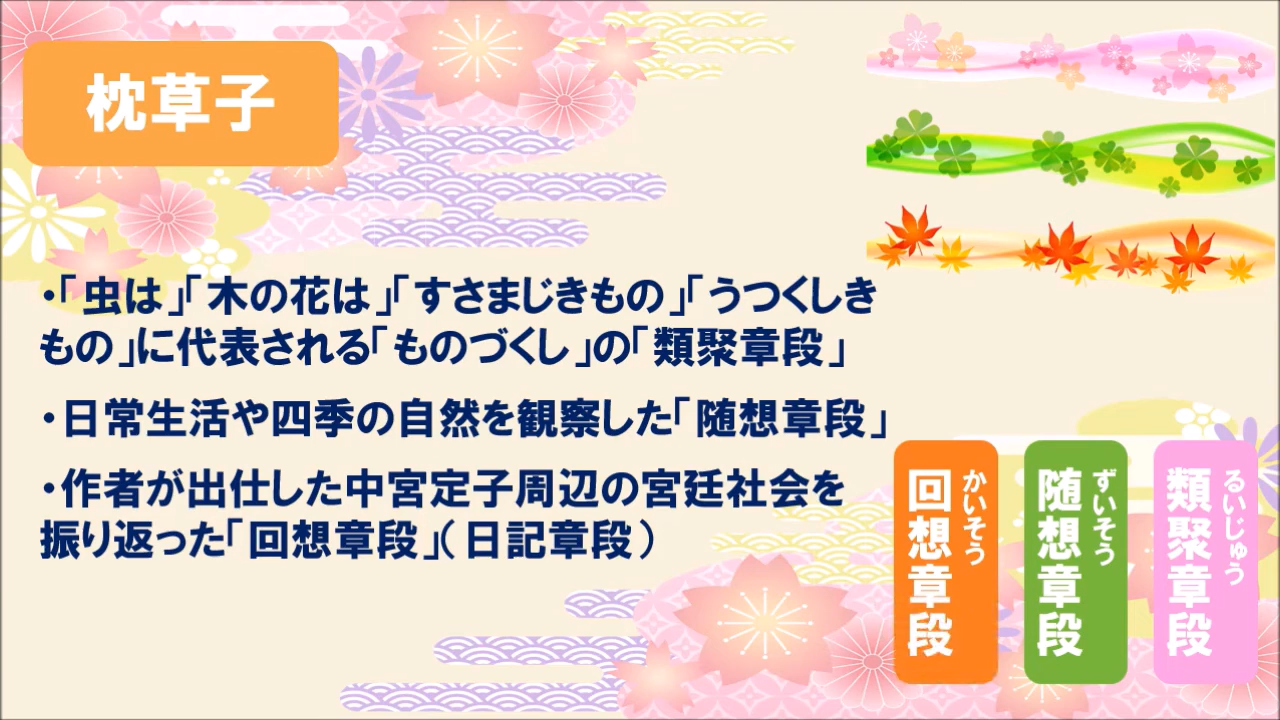 枕草子
・「虫は」「木の花は」「すさまじきもの」「うつくしき
もの」に代表される「ものづくし」の「類聚章段」
・日常生活や四季の自然を観察した「随想章段」
・作者が出仕した中宮定子周辺の宮廷社会を
振り返った「回想章段」（日記章段）
類聚章段
るいじゅう
随想章段
ずいそう
回想章段
かいそう